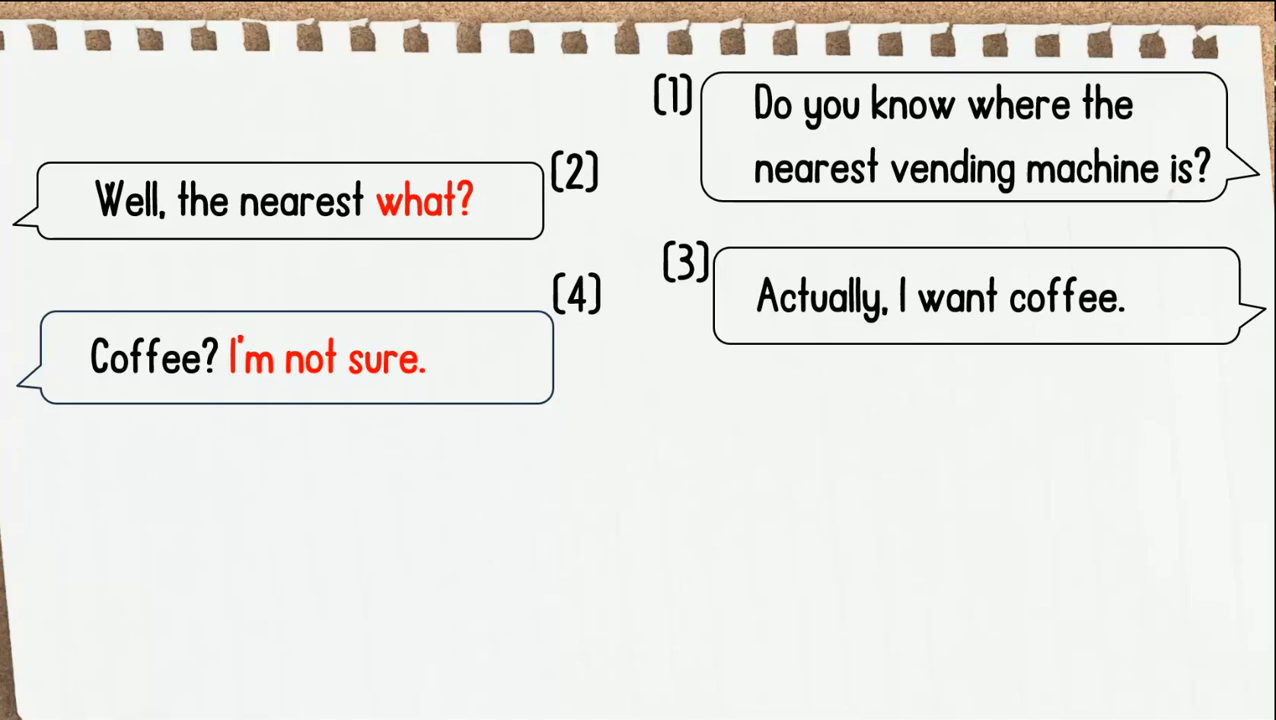 (1)
Do you know where the
nearest vending machine is?
(2)
Well, the nearest what?
(3)
Actually, I want coffee.
(4)
Coffee? I'm not sure.